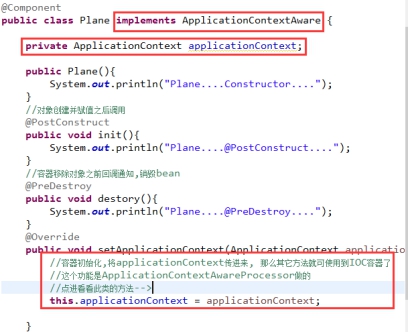 @Component
public class Plane implements ApplicationContextAware {
private ApplicationContext applicationContext;
public Plane(){
System.out.println("Plane....Constructor....");
}
//对象创建并赋值之后调用
@PostConstruct
public void init(){
System.out.println("Plane....@PostConstruct....");
}
//容器移除对象之前回调通知,销毁bean
@PreDestroy
public void destory(){
System.out.println("Plane....@PreDestroy....");
}
@Override
public void setApplicationContext(ApplicationContext applicatio
//容器初始化,将applicationContext传进来, 那么其它方法就可使用到IOC容器了
//这个功能是ApplicationContextAwareProcessor做的
//点进看看此类的方法-->
this.applicationContext = applicationContext;
}